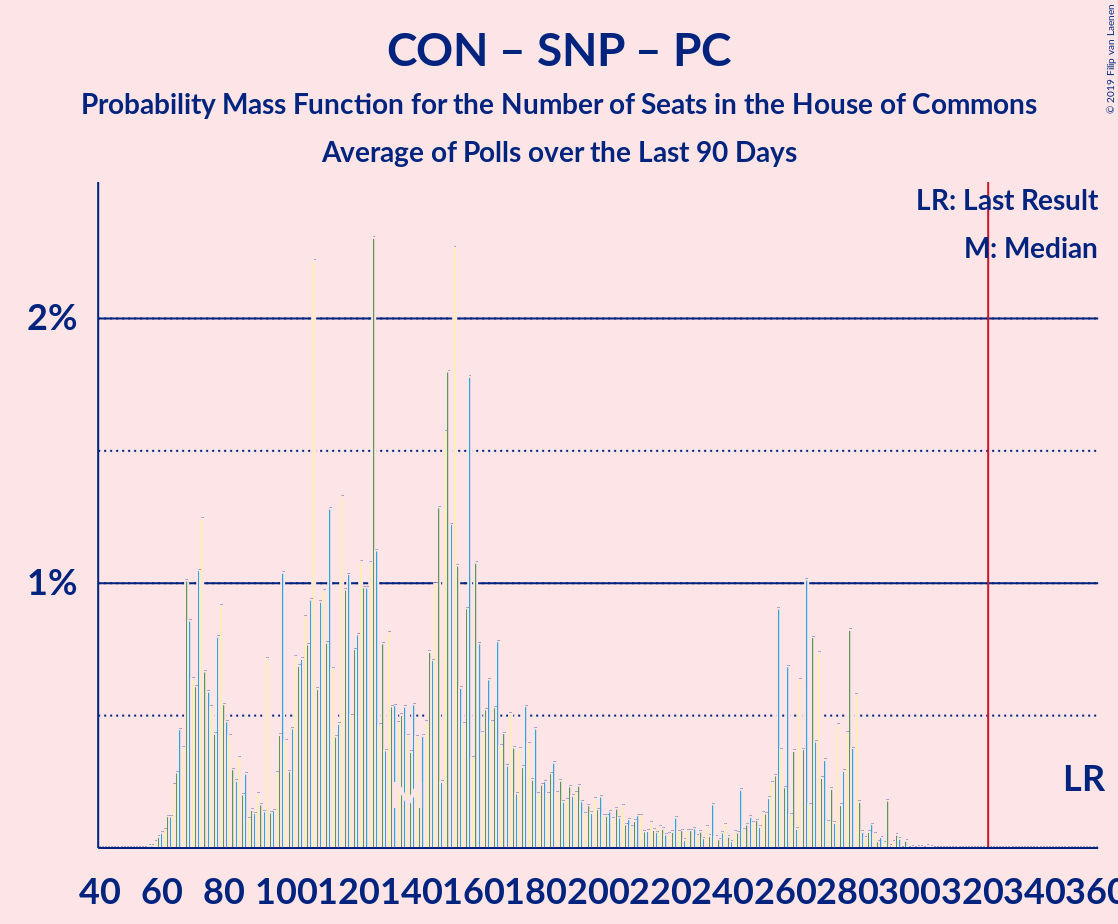 CON – SNP – PC
Probability Mass Function for the Number of Seats in the House of Commons
Average of Polls over the Last 90 Days
© 2019 Filip van Laenen
LR: Last Result
M: Median
2%
1%
M
LR
40 60 80 100 120 140 160 180 200 220 240 260 280 300 320 340 360